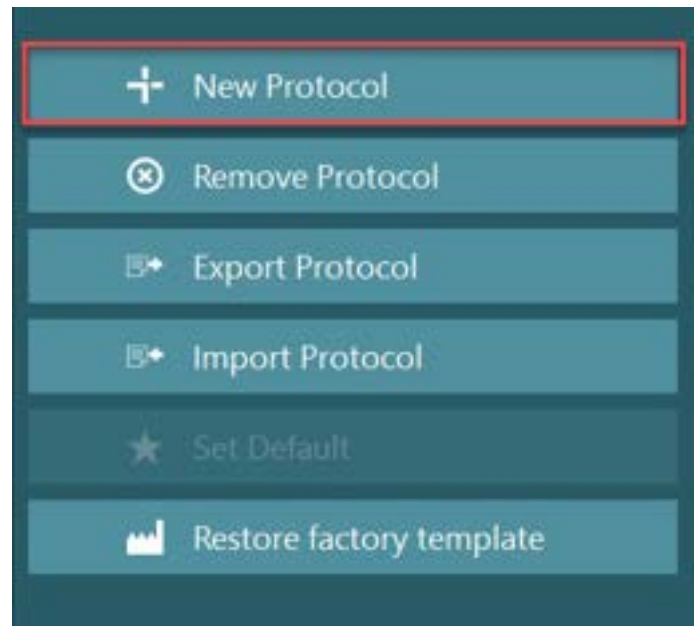 New Protocol
Remove Protocol
Export Protocol
Import Protocol
Set Default
Restore factory template